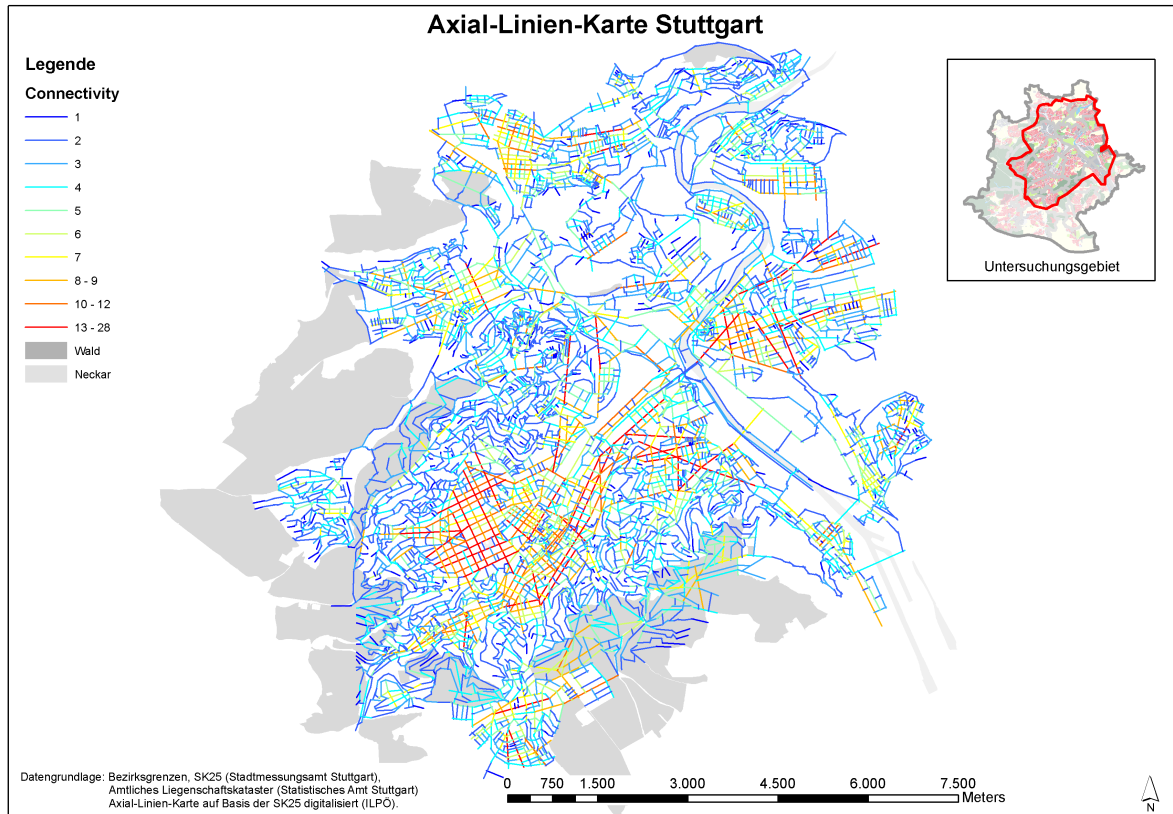 Axial-Linien-Karte Stuttgart
Legende
Connectivity
1
2
3
4
5
6
7
8 - 9
10 - 12
13 - 28
Wald
Neckar
Untersuchungsgebiet
Datengrundlage: Bezirksgrenzen, SK25 (Stadtmessungsamt Stuttgart),
Amtliches Liegenschaftskataster (Statistisches Amt Stuttgart)
Axial-Linien-Karte auf Basis der SK25 digitalisiert (ILPÖ).
0 750 1.500 3.000 4.500 6.000 7.500
Meters
N